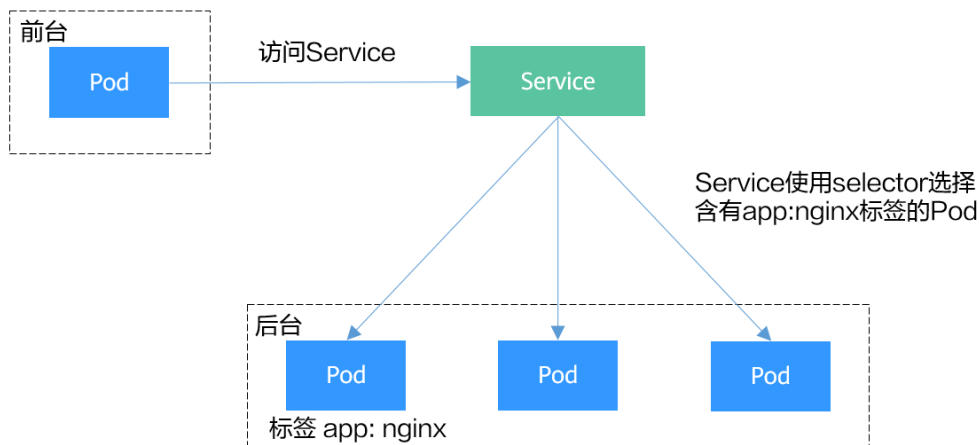 前台
Pod
访问Service
Service
Service使用selector选择
含有app:nginx标签的Pod
后台
Pod
Pod
Pod
标签 app: nginx